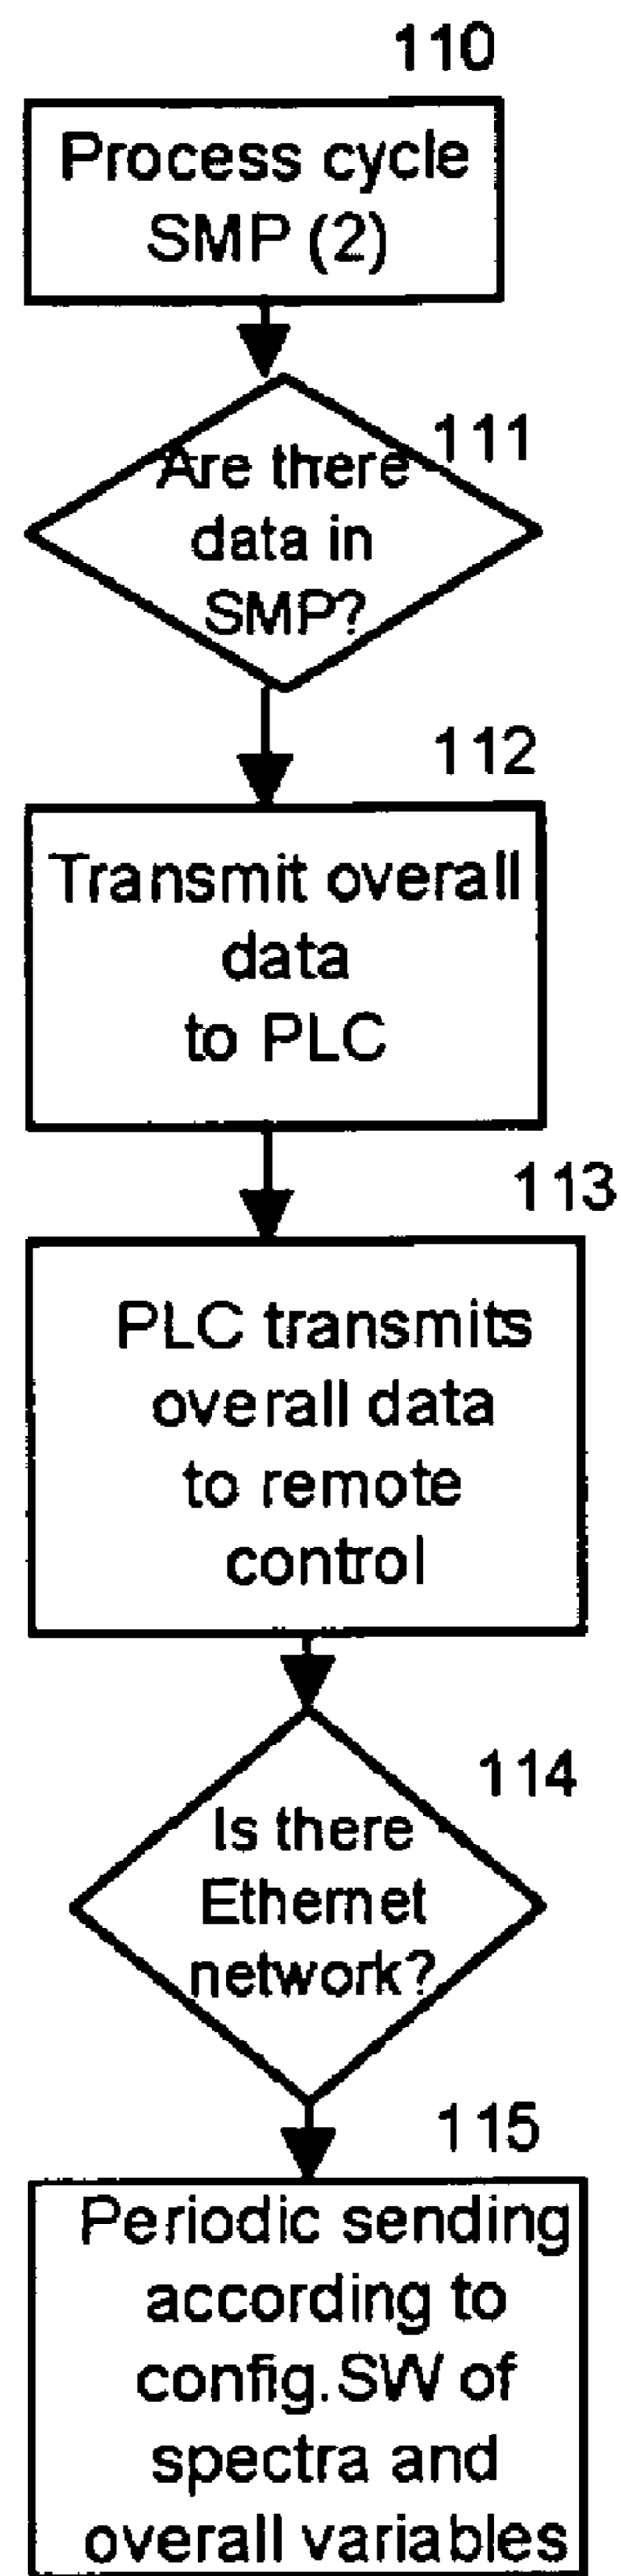 110
Process cycle
SMP (2)
111
Are there
data in
SMP?
112
Transmit overall
data
to PLC
113
PLC transmits
overall data
to remote
control
114
Is there
Ethernet
network?
115
Periodic sending
according to
config.SW of
spectra and
overall variables